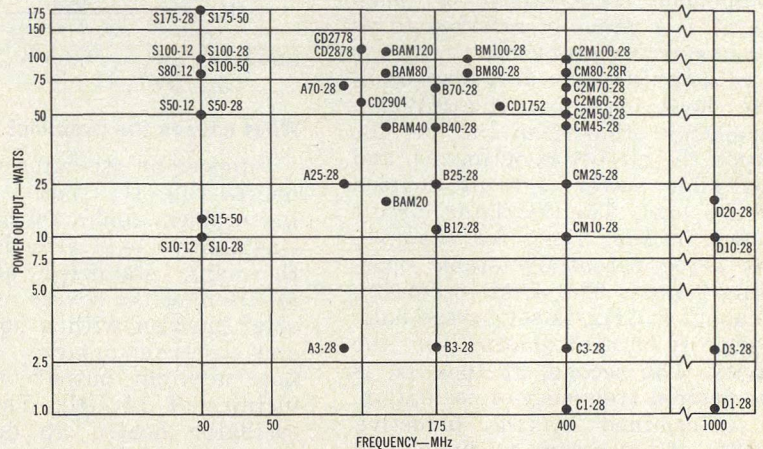 175
S175-28 S175-50
150
CD2778
CD2878
BAM120
100
S100-12 S100-28
BM100-28
C2M100-28
S100-50
S80-12
BAM80
BM80-28
CM80-28R
75
A70-28
B70-28
C2M70-28
CD2904
CD1752
C2M60-28
50
S50-12 S50-28
C2M50-28
BAM40
B40-28
CM45-28
25
A25-28
B25-28
CM25-28
BAM20
D20-28
S15-50
B12-28
10
S10-12 S10-28
CM10-28
D10-28
7.5
5.0
A3-28
B3-28
C3-28
D3-28
2.5
1.0
C1-28
D1-28
POWER OUTPUT—WATTS
30 50 175 400 1000
FREQUENCY—MHz